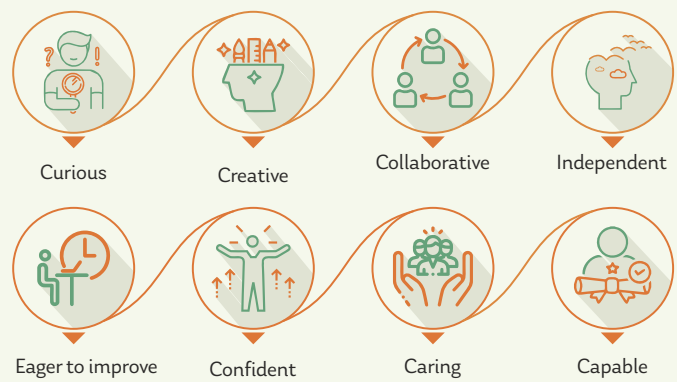 Curious
Creative
Collaborative
Independent
Eager to improve
Confident
Caring
Capable